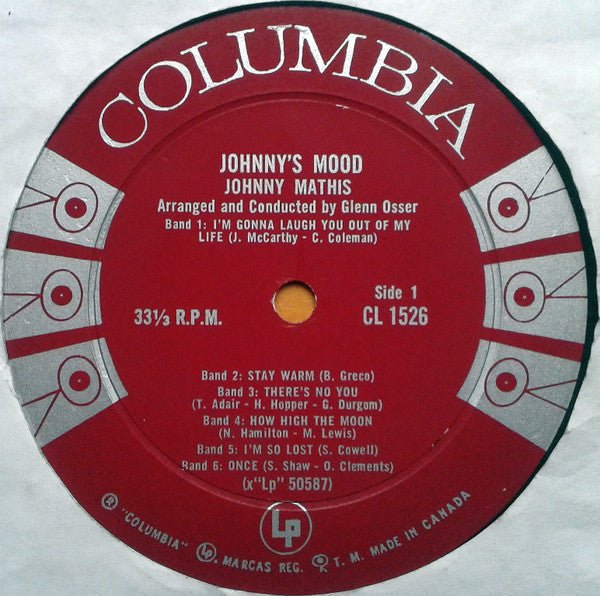 COLUMBIA
JOHNNY'S MOOD
JOHNNY MATHIS
Arranged and Conducted by Glenn Osser
Band 1: I'M GONNA LAUGH YOU OUT OF MY
LIFE (J. McCarthy - C. Coleman)
33⅓ R.P.M.
Side 1
CL 1526
Band 2: STAY WARM (B. Greco)
Band 3: THERE'S NO YOU
(T. Adair - H. Hopper - G. Durgom)
Band 4: HOW HIGH THE MOON
(N. Hamilton - M. Lewis)
Band 5: I'M SO LOST (S. Cowell)
Band 6: ONCE (S. Shaw - O. Clements)
(x"Lp" 50587)
Lp
® "COLUMBIA" Lp. MARCAS REG. T. M. MADE IN CANADA